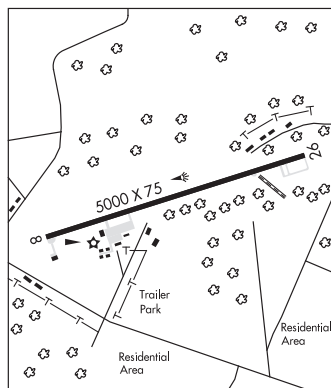 26
5000 X 75
8
Trailer
Park
Residential
Area
Residential
Area